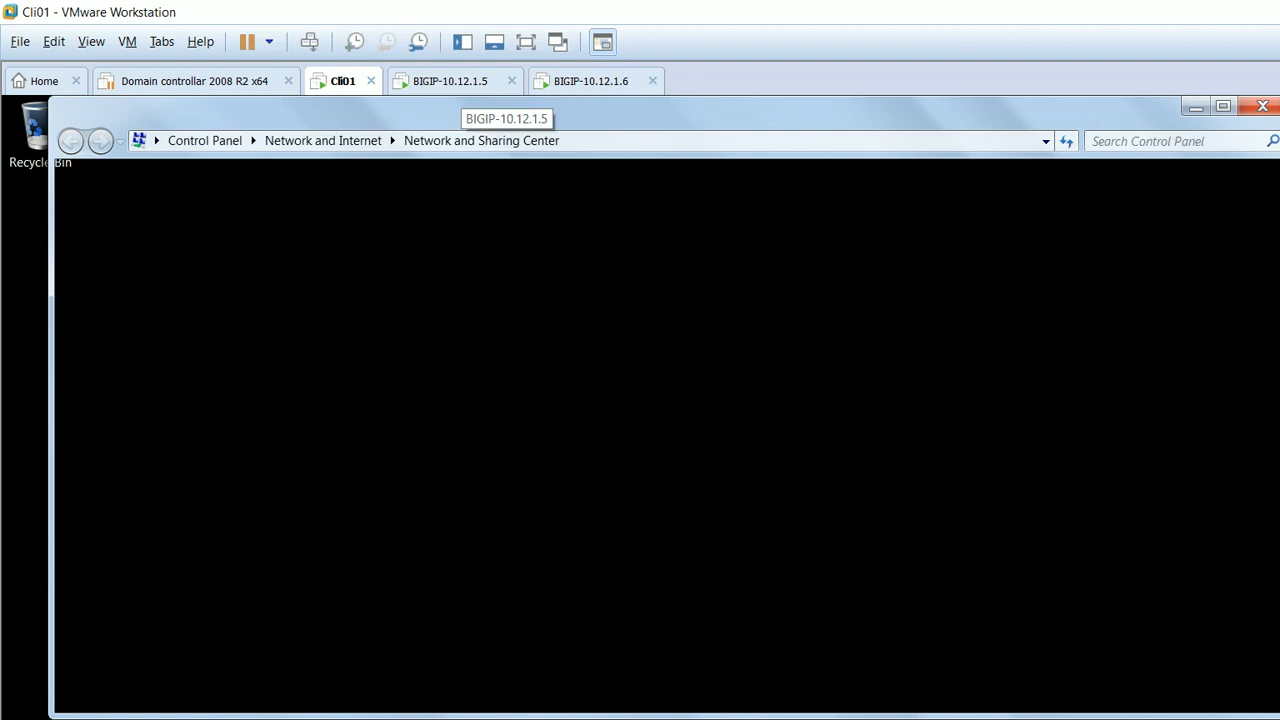 Cli01 - VMware Workstation
File Edit View VM Tabs Help
Home Domain controllar 2008 R2 x64 Cli01 BIGIP-10.12.1.5 BIGIP-10.12.1.6
BIGIP-10.12.1.5
Control Panel Network and Internet Network and Sharing Center Search Control Panel
Recycle Bin